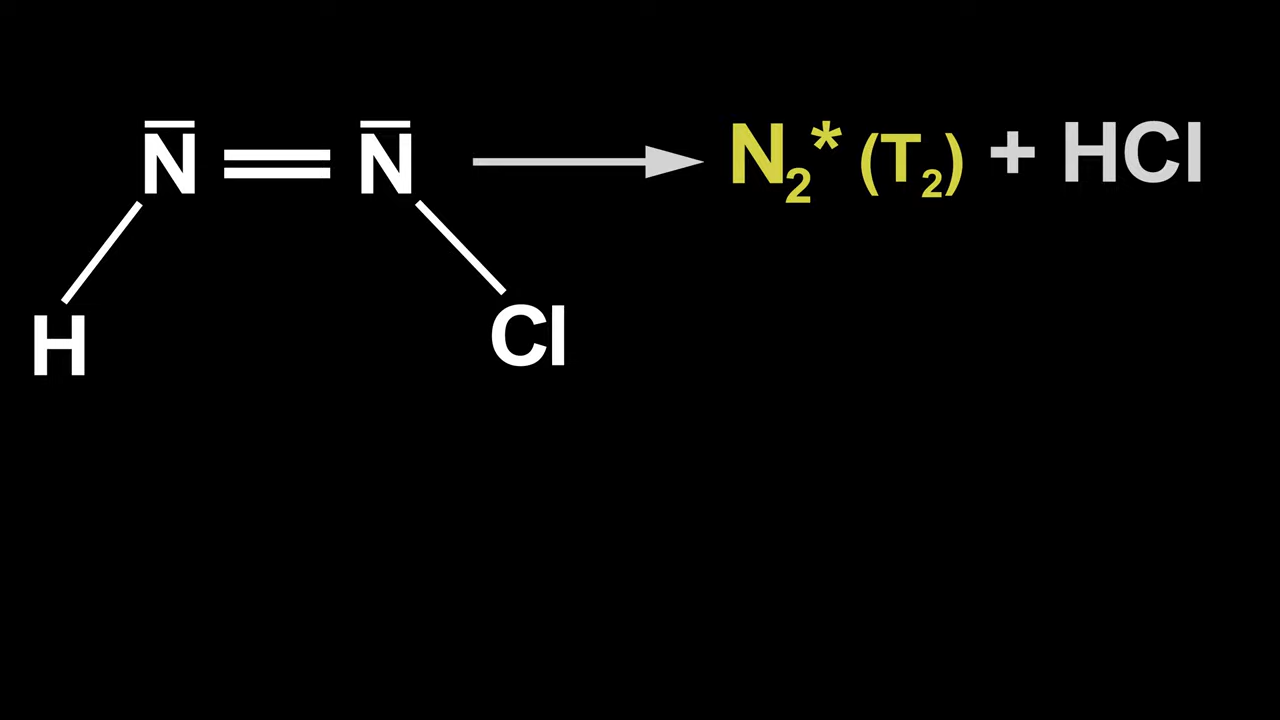 N N N₂* (T₂) + HCl
H Cl